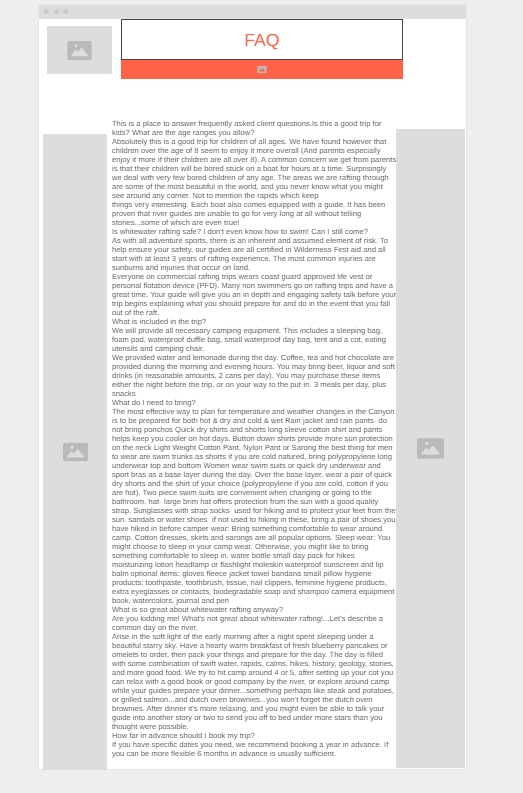 FAQ
This is a place to answer frequently asked client questions.Is this a good trip for
kids? What are the age ranges you allow?
Absolutely this is a good trip for children of all ages. We have found however that
children over the age of 8 seem to enjoy it more overall (And parents especially
enjoy it more if their children are all over 8). A common concern we get from parents
is that their children will be bored stuck on a boat for hours at a time. Surprisingly
we deal with very few bored children of any age. The areas we are rafting through
are some of the most beautiful in the world, and you never know what you might
see around any corner. Not to mention the rapids which keep
things very interesting. Each boat also comes equipped with a guide. It has been
proven that river guides are unable to go for very long at all without telling
stories...some of which are even true!
Is whitewater rafting safe? I don't even know how to swim! Can I still come?
As with all adventure sports, there is an inherent and assumed element of risk. To
help ensure your safety, our guides are all certified in Wilderness First aid and all
start with at least 3 years of rafting experience. The most common injuries are
sunburns and injuries that occur on land.
Everyone on commercial rafting trips wears coast guard approved life vest or
personal flotation device (PFD). Many non swimmers go on rafting trips and have a
great time. Your guide will give you an in depth and engaging safety talk before your
trip begins explaining what you should prepare for and do in the event that you fall
out of the raft.
What is included in the trip?
We will provide all necessary camping equipment. This includes a sleeping bag,
foam pad, waterproof duffle bag, small waterproof day bag, tent and a cot, eating
utensils and camping chair.
We provided water and lemonade during the day. Coffee, tea and hot chocolate are
provided during the morning and evening hours. You may bring beer, liquor and soft
drinks (in reasonable amounts, 2 cans per day). You may purchase these items
either the night before the trip, or on your way to the put in. 3 meals per day, plus
snacks
What do I need to bring?
The most effective way to plan for temperature and weather changes in the Canyon
is to be prepared for both hot & dry and cold & wet Rain jacket and rain pants  do
not bring ponchos Quick dry shirts and shorts long sleeve cotton shirt and pants
helps keep you cooler on hot days. Button down shirts provide more sun protection
on the neck Light Weight Cotton Pant, Nylon Pant or Sarong the best thing for men
to wear are swim trunks as shorts if you are cold natured, bring polypropylene long
underwear top and bottom Women wear swim suits or quick dry underwear and
sport bras as a base layer during the day. Over the base layer, wear a pair of quick
dry shorts and the shirt of your choice (polypropylene if you are cold, cotton if you
are hot). Two piece swim suits are convenient when changing or going to the
bathroom. hat  large brim hat offers protection from the sun with a good quality
strap. Sunglasses with strap socks  used for hiking and to protect your feet from the
sun. sandals or water shoes  if not used to hiking in these, bring a pair of shoes you
have hiked in before camper wear: Bring something comfortable to wear around
camp. Cotton dresses, skirts and sarongs are all popular options. Sleep wear: You
might choose to sleep in your camp wear. Otherwise, you might like to bring
something comfortable to sleep in. water bottle small day pack for hikes
moisturizing lotion headlamp or flashlight moleskin waterproof sunscreen and lip
balm optional items: gloves fleece jacket towel bandana small pillow hygiene
products: toothpaste, toothbrush, tissue, nail clippers, feminine hygiene products,
extra eyeglasses or contacts, biodegradable soap and shampoo camera equipment
book, watercolors, journal and pen
What is so great about whitewater rafting anyway?
Are you kidding me! What's not great about whitewater rafting!...Let's describe a
common day on the river.
Arise in the soft light of the early morning after a night spent sleeping under a
beautiful starry sky. Have a hearty warm breakfast of fresh blueberry pancakes or
omelets to order, then pack your things and prepare for the day. The day is filled
with some combination of swift water, rapids, calms, hikes, history, geology, stories,
and more good food. We try to hit camp around 4 or 5, after setting up your cot you
can relax with a good book or good company by the river, or explore around camp
while your guides prepare your dinner...something perhaps like steak and potatoes,
or grilled salmon...and dutch oven brownies...you won't forget the dutch oven
brownies. After dinner it's more relaxing, and you might even be able to talk your
guide into another story or two to send you off to bed under more stars than you
thought were possible.
How far in advance should I book my trip?
If you have specific dates you need, we recommend booking a year in advance. If
you can be more flexible 6 months in advance is usually sufficient.